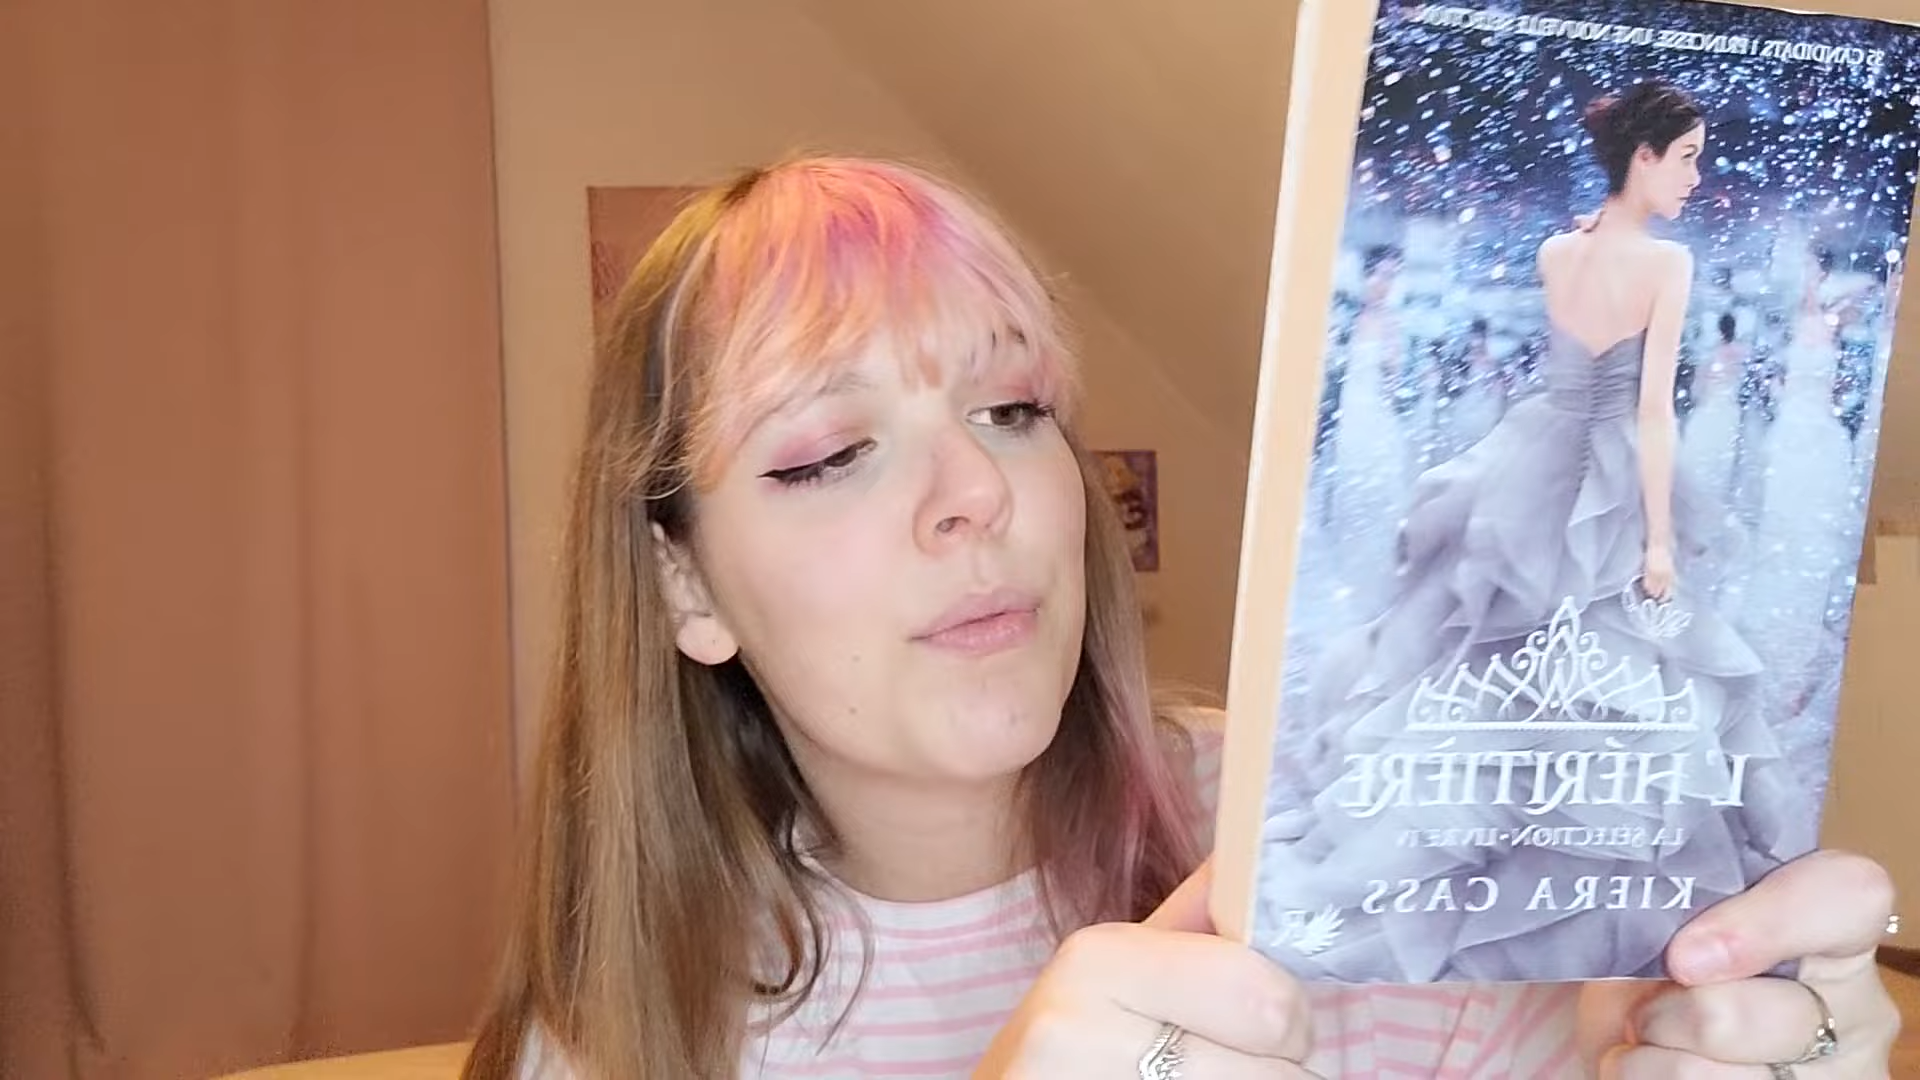 35 CANDIDATS 1 PRINCESSE UNE NOUVELLE SÉLECTION
L'HÉRITIÈRE
LA SÉLECTION • LIVRE IV
KIERA CASS
R